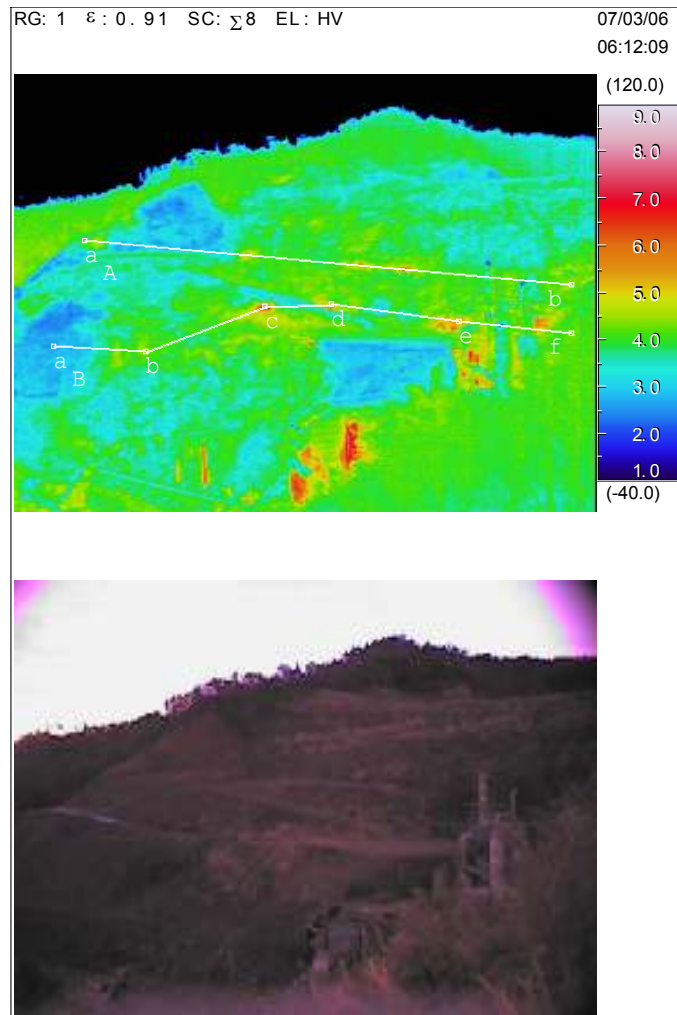 RG: 1 ε: 0.91 SC: ∑8 EL: HV
07/03/06
06:12:09
(120.0)
9.0
8.0
7.0
6.0
5.0
4.0
3.0
2.0
1.0
(-40.0)
a
A
b
a
B
b
c
d
e
f